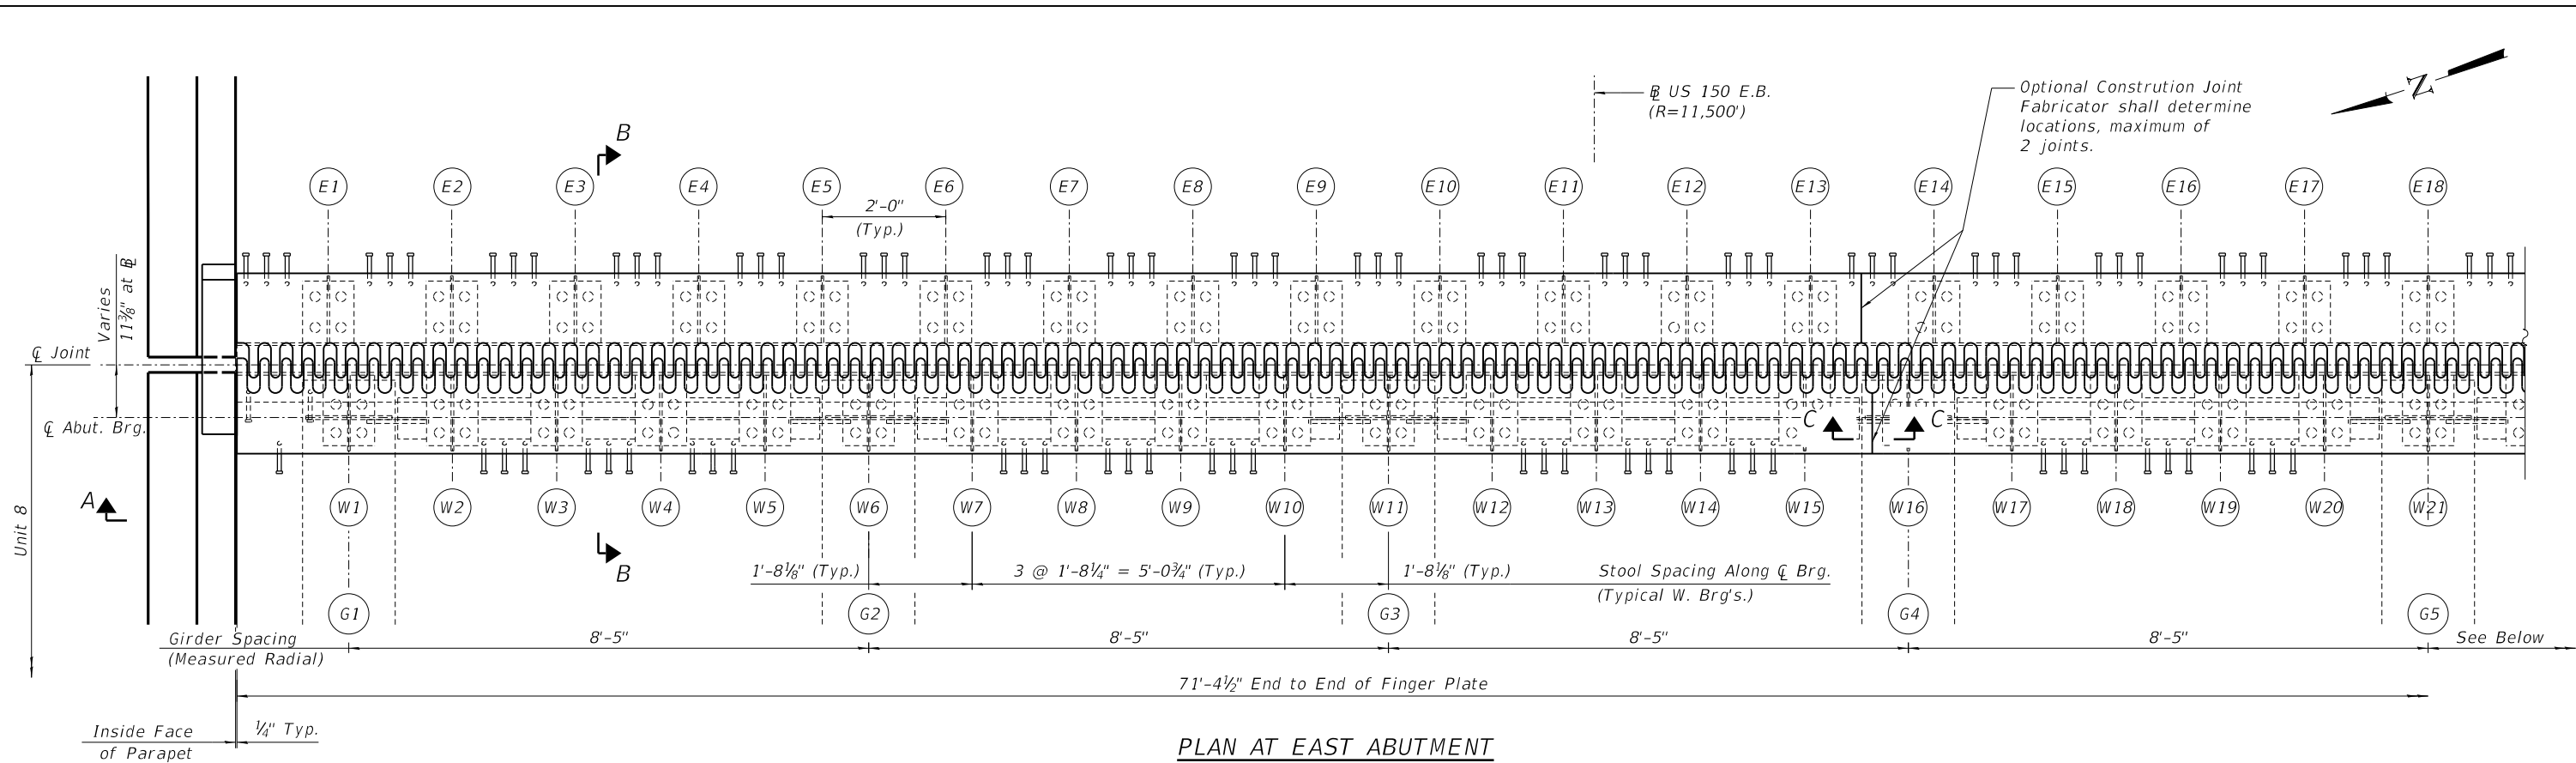 ℄ US 150 E.B.
(R=11,500')
Optional Constrution Joint
Fabricator shall determine
locations, maximum of
2 joints.
N
B
E1 E2 E3 E4 E5 E6 E7 E8 E9 E10 E11 E12 E13 E14 E15 E16 E17 E18
2'-0"
(Typ.)
Varies
11⅜" at ℄
℄ Joint
℄ Abut. Brg.
C C
A
Unit 8
W1 W2 W3 W4 W5 W6 W7 W8 W9 W10 W11 W12 W13 W14 W15 W16 W17 W18 W19 W20 W21
B
1'-8⅛" (Typ.)
3 @ 1'-8¼" = 5'-0¾" (Typ.)
1'-8⅛" (Typ.)
Stool Spacing Along ℄ Brg.
(Typical W. Brg's.)
G1 G2 G3 G4 G5
Girder Spacing
(Measured Radial)
8'-5" 8'-5" 8'-5" 8'-5"
See Below
71'-4½" End to End of Finger Plate
Inside Face
of Parapet
¼" Typ.
PLAN AT EAST ABUTMENT